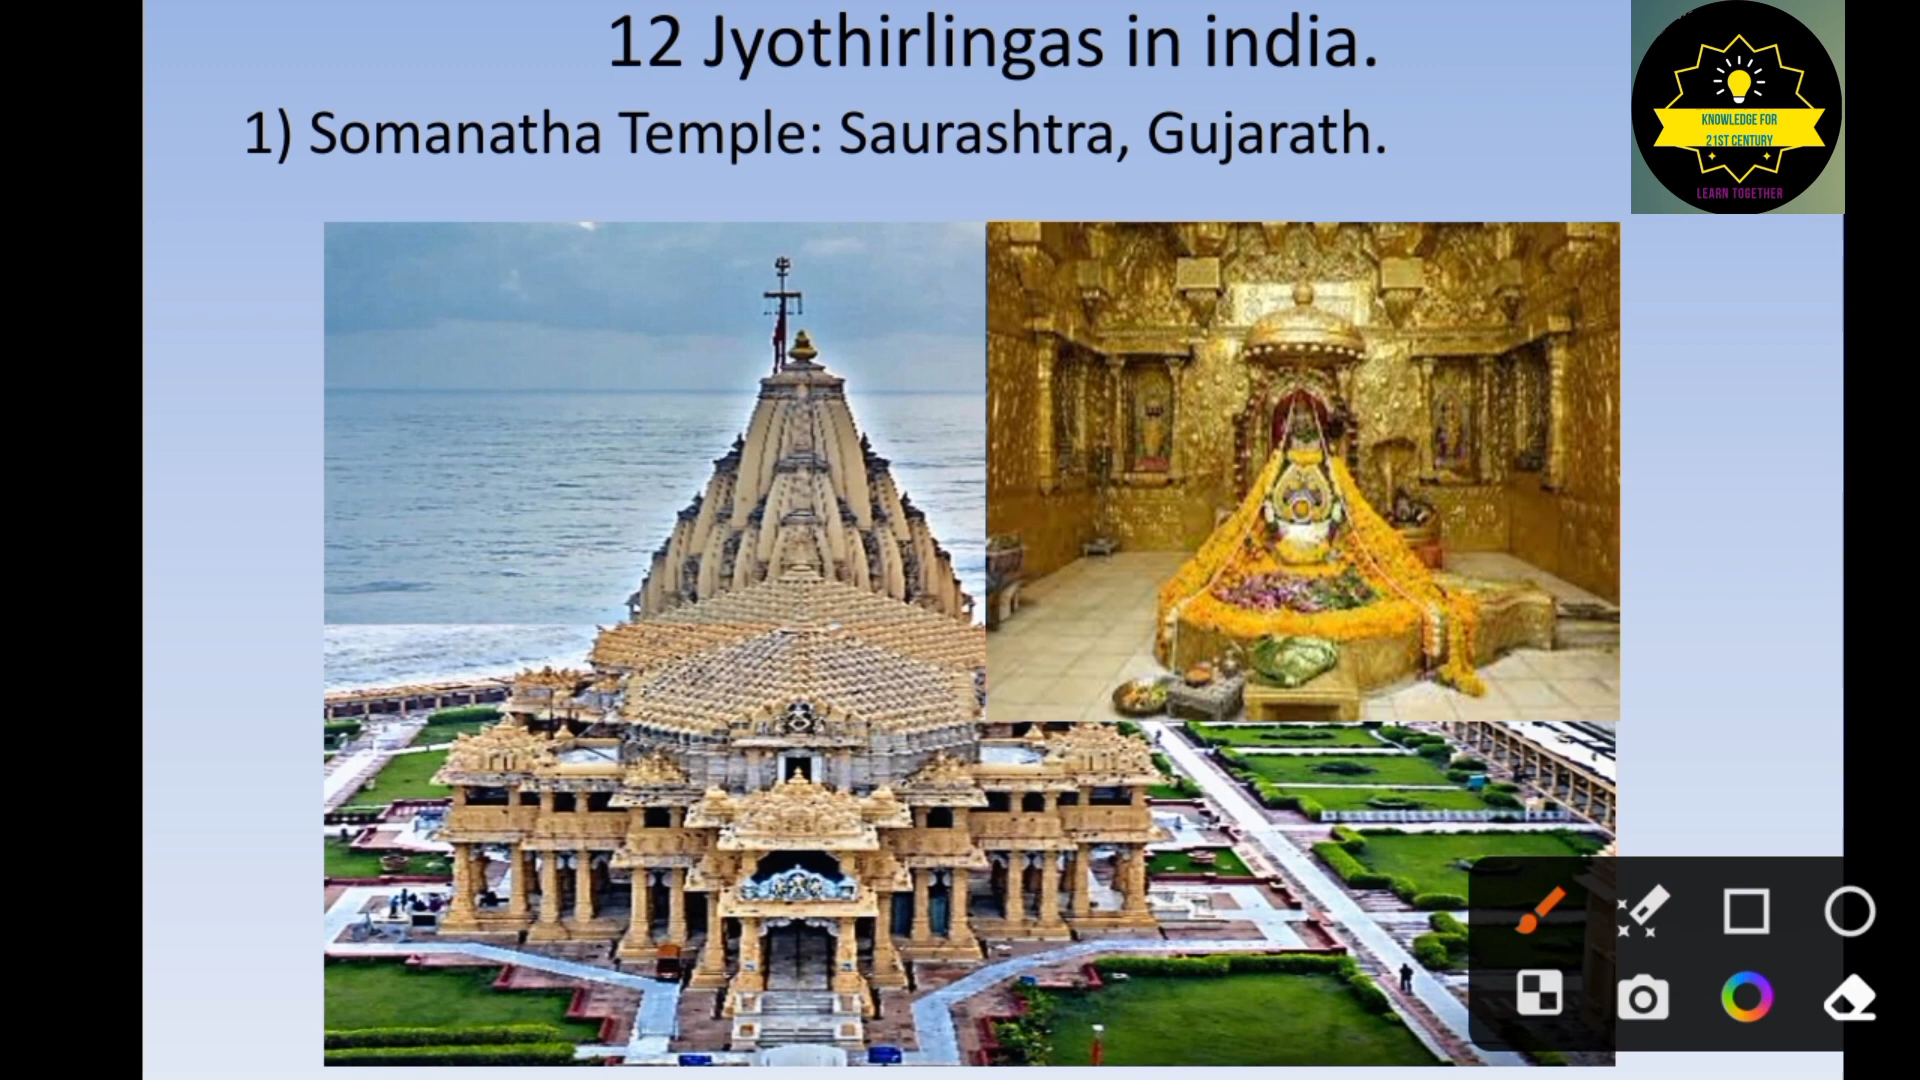 12 Jyothirlingas in india.
1) Somanatha Temple: Saurashtra, Gujarath.
KNOWLEDGE FOR
21ST CENTURY
LEARN TOGETHER